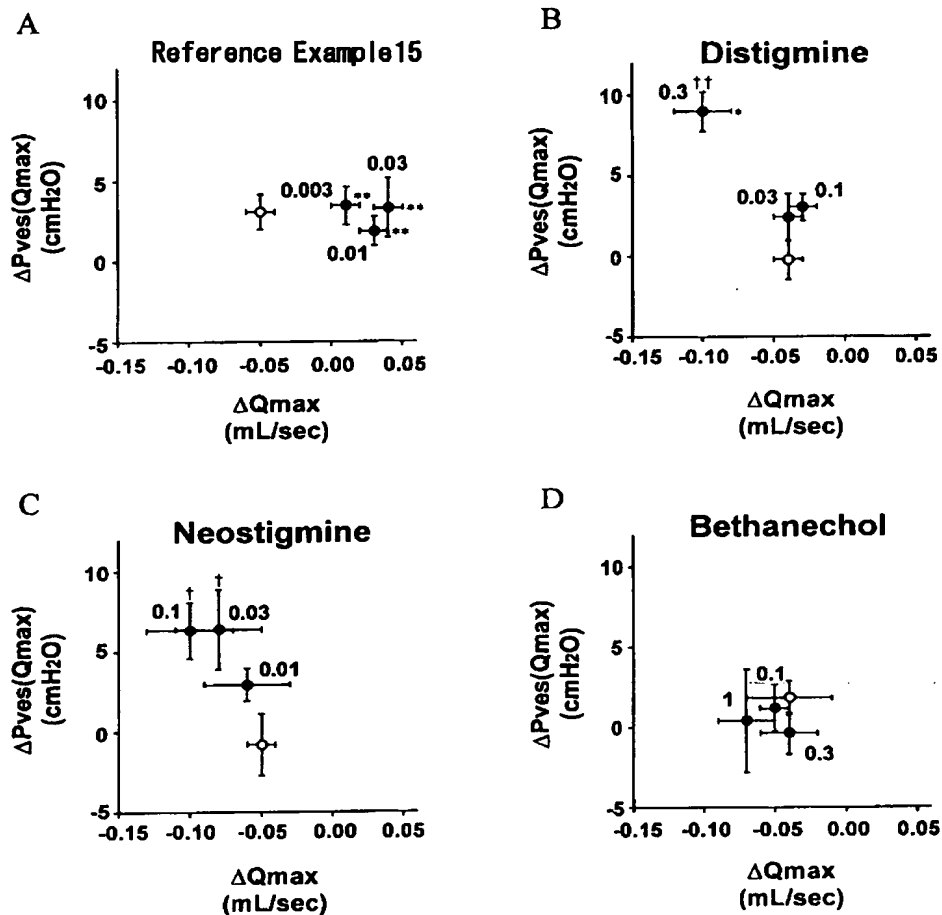 A
Reference Example15
ΔPves(Qmax)
(cmH2O)
10
5
0
-5
0.003
**
0.03
**
0.01
**
-0.15 -0.10 -0.05 0.00 0.05
ΔQmax
(mL/sec)
B
Distigmine
ΔPves(Qmax)
(cmH2O)
10
5
0
-5
0.3 ††
*
0.03
0.1
-0.15 -0.10 -0.05 0.00 0.05
ΔQmax
(mL/sec)
C
Neostigmine
ΔPves(Qmax)
(cmH2O)
10
5
0
-5
0.1
†
†
0.03
0.01
-0.15 -0.10 -0.05 0.00 0.05
ΔQmax
(mL/sec)
D
Bethanechol
ΔPves(Qmax)
(cmH2O)
10
5
0
-5
1
0.1
0.3
-0.15 -0.10 -0.05 0.00 0.05
ΔQmax
(mL/sec)